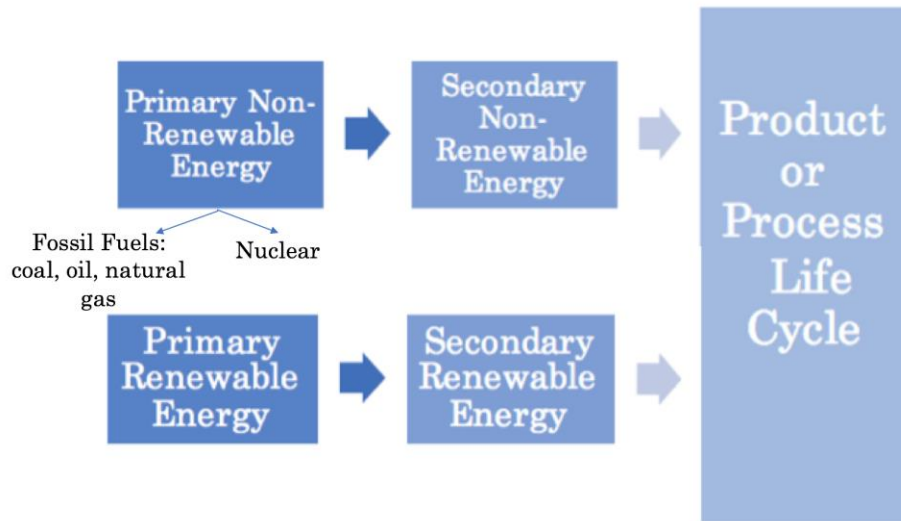 Primary Non-
Renewable
Energy
Secondary
Non-
Renewable
Energy
Product
or
Process
Life
Cycle
Fossil Fuels:
coal, oil, natural
gas
Nuclear
Primary
Renewable
Energy
Secondary
Renewable
Energy